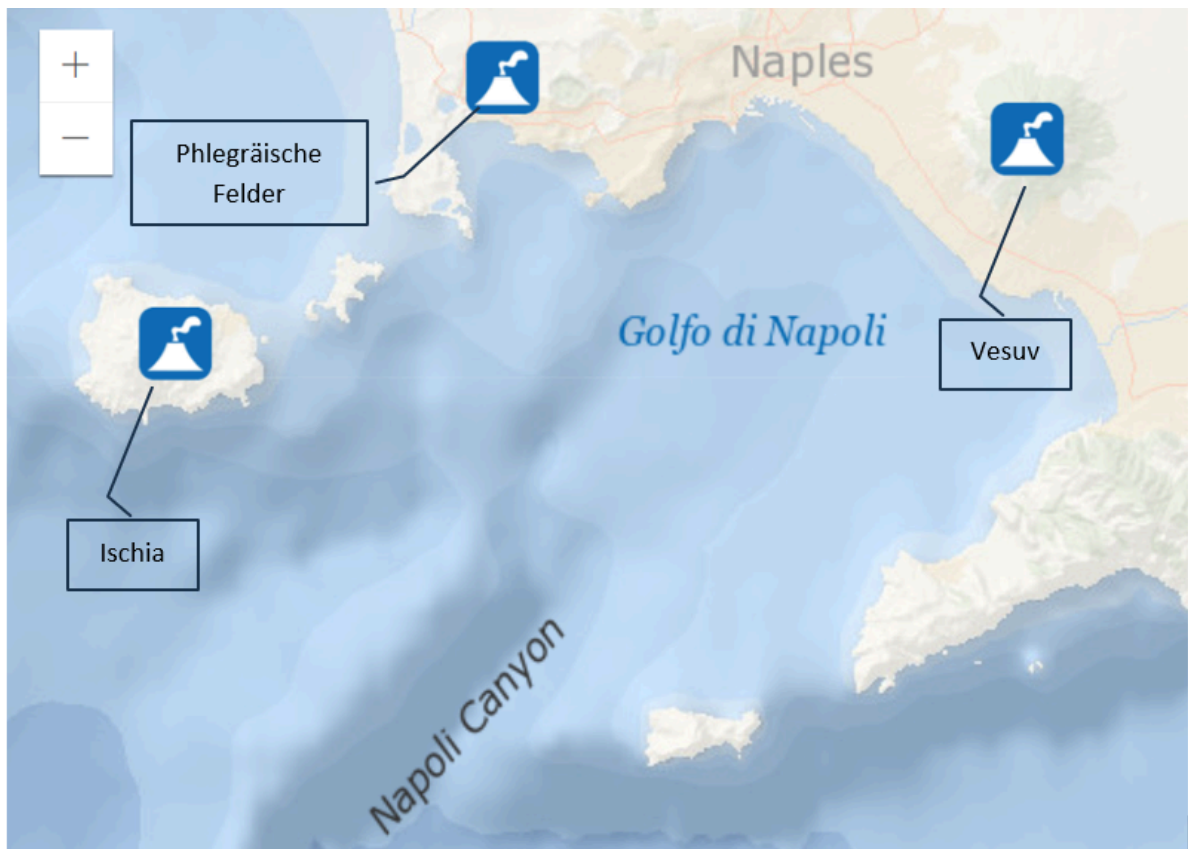 +
Naples
−
Phlegräische
Felder
Golfo di Napoli
Vesuv
Ischia
Napoli Canyon